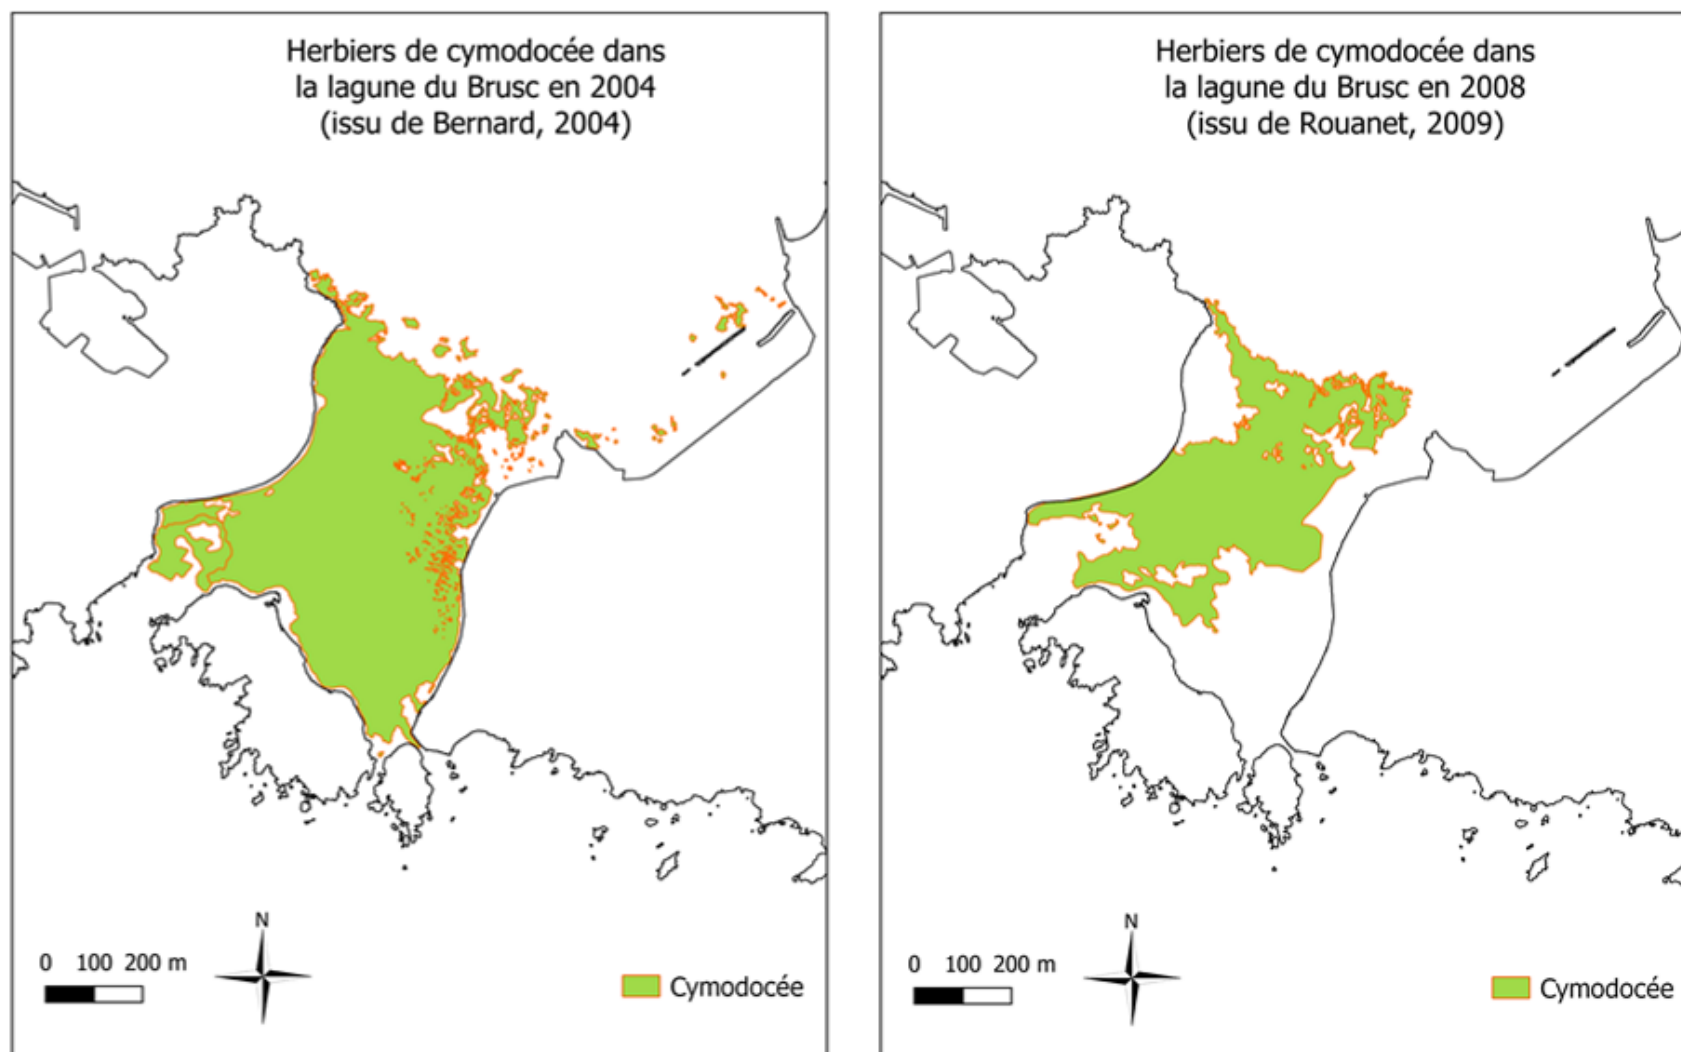 Herbiers de cymodocée dans
la lagune du Brusc en 2004
(issu de Bernard, 2004)
N
0 100 200 m
Cymodocée
Herbiers de cymodocée dans
la lagune du Brusc en 2008
(issu de Rouanet, 2009)
N
0 100 200 m
Cymodocée